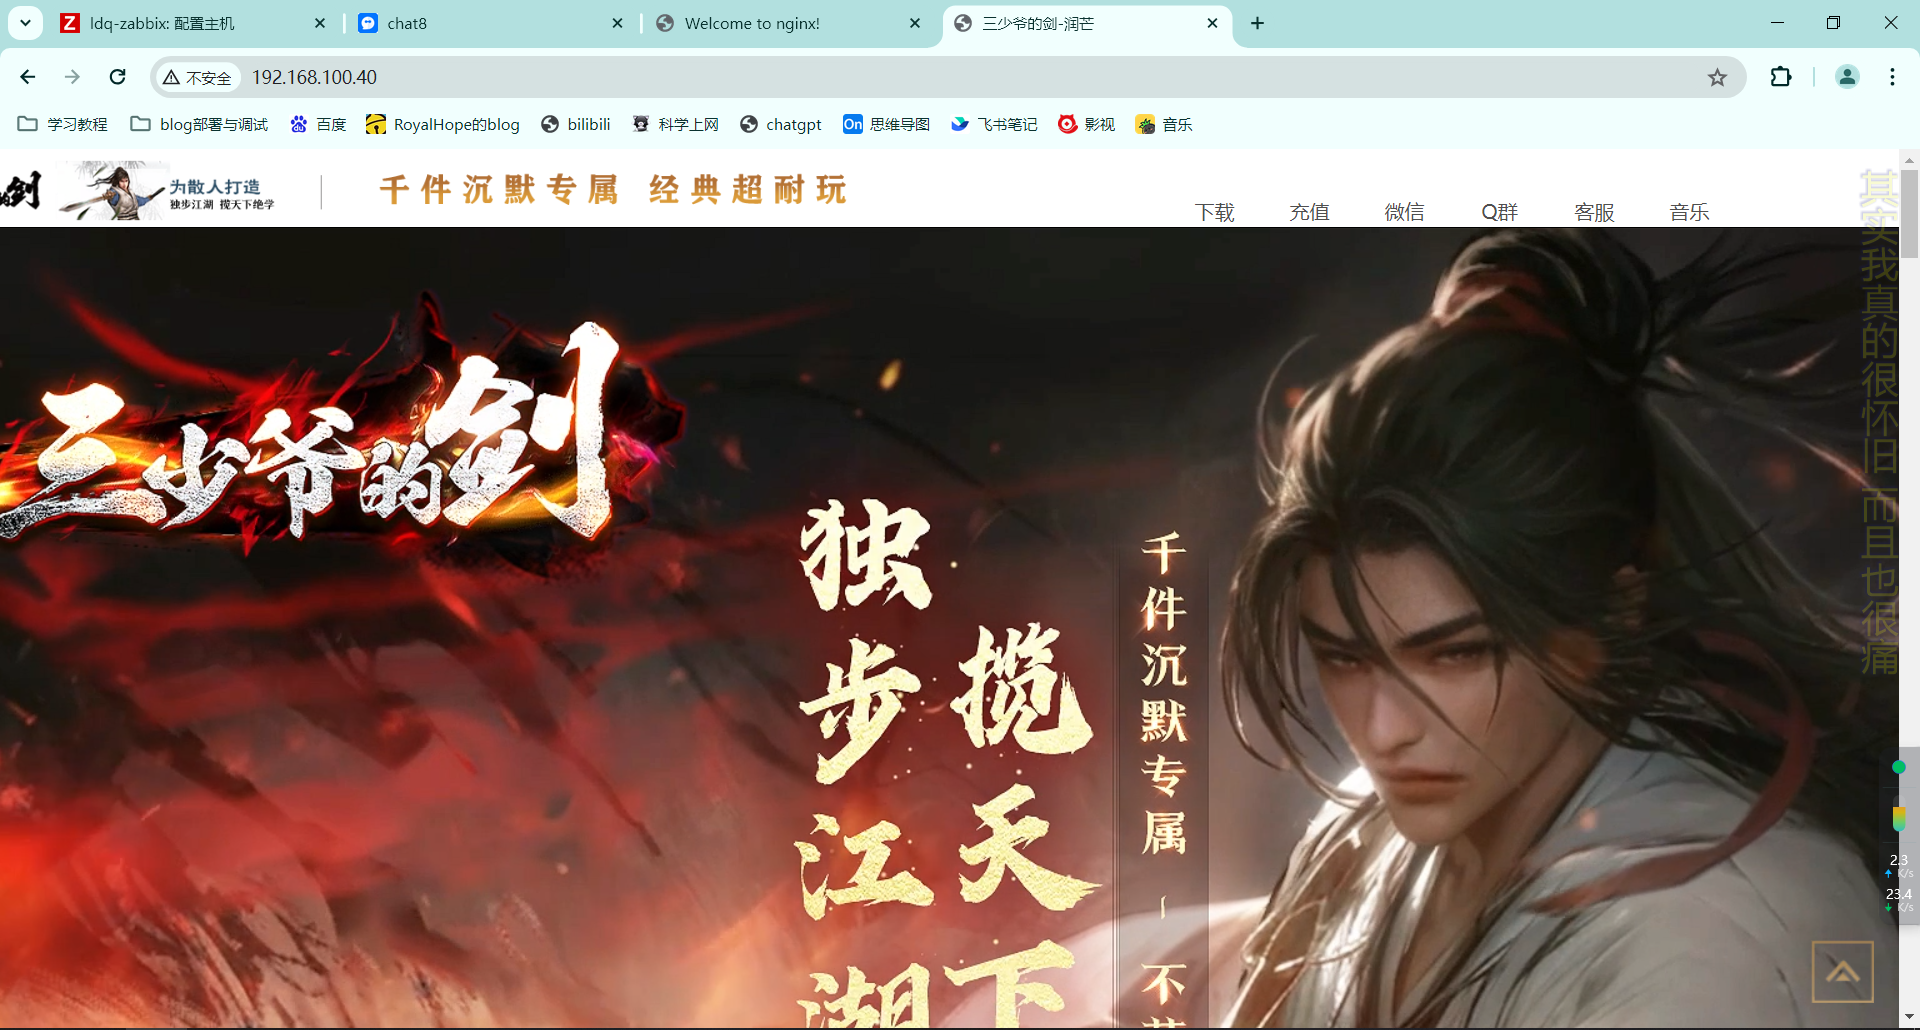 ldq-zabbix: 配置主机
chat8
Welcome to nginx!
三少爷的剑-润芒
不安全
192.168.100.40
学习教程
blog部署与调试
百度
RoyalHope的blog
bilibili
科学上网
chatgpt
On 思维导图
飞书笔记
影视
音乐
剑
为散人打造
独步江湖 揽天下绝学
千件沉默专属 经典超耐玩
下载
充值
微信
Q群
客服
音乐
三少爷的剑
独步江湖
揽天下
千件沉默专属 - 不
其实我真的很怀旧 而且也很痛
2.3
K/s
23.4
K/s